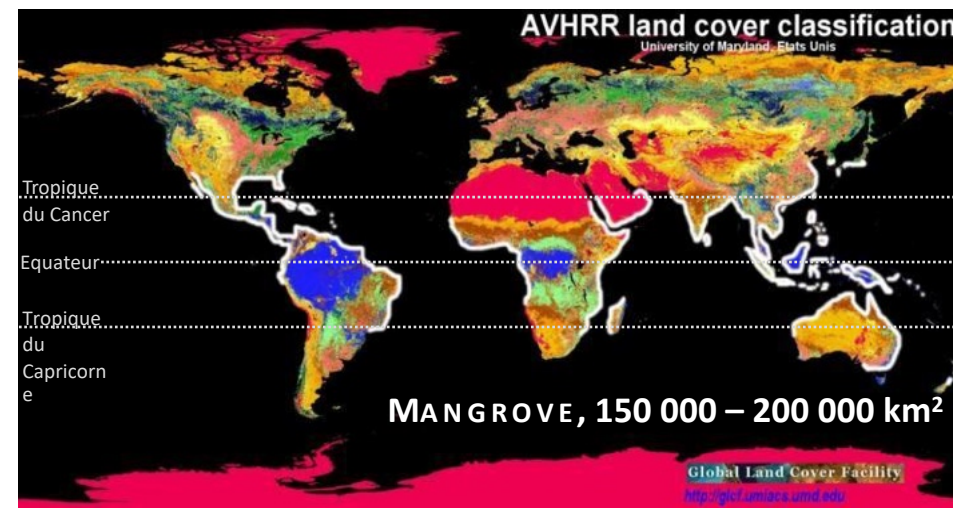 AVHRR land cover classification
University of Maryland, Etats Unis
Tropique
du Cancer
Equateur
Tropique
du
Capricorn
e
MANGROVE, 150 000 – 200 000 km²
Global Land Cover Facility
http://glcf.umiacs.umd.edu